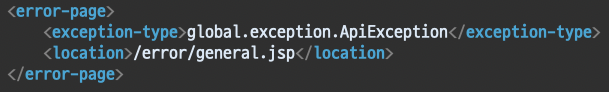 <error-page>
<exception-type>global.exception.ApiException</exception-type>
<location>/error/general.jsp</location>
</error-page>